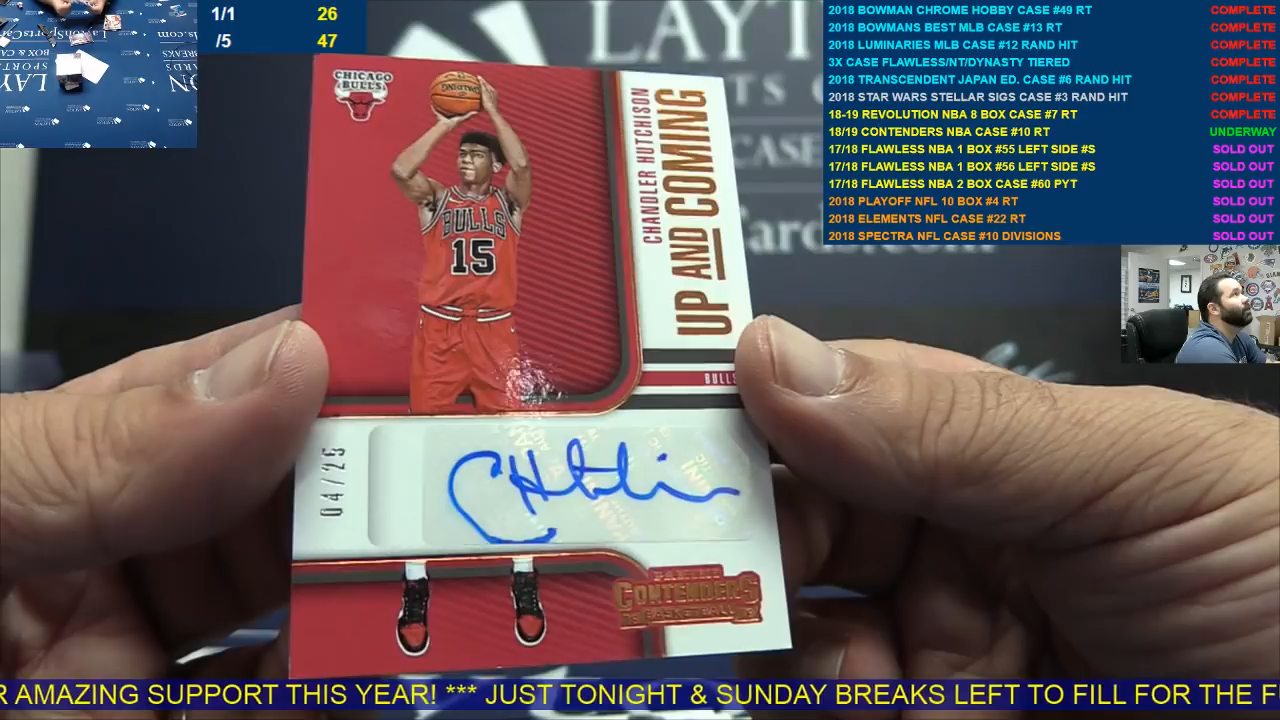 1/1 26
/5 47
2018 BOWMAN CHROME HOBBY CASE #49 RT COMPLETE
2018 BOWMANS BEST MLB CASE #13 RT COMPLETE
2018 LUMINARIES MLB CASE #12 RAND HIT COMPLETE
3X CASE FLAWLESS/NT/DYNASTY TIERED COMPLETE
2018 TRANSCENDENT JAPAN ED. CASE #6 RAND HIT COMPLETE
2018 STAR WARS STELLAR SIGS CASE #3 RAND HIT COMPLETE
18-19 REVOLUTION NBA 8 BOX CASE #7 RT COMPLETE
18/19 CONTENDERS NBA CASE #10 RT UNDERWAY
17/18 FLAWLESS NBA 1 BOX #55 LEFT SIDE #S SOLD OUT
17/18 FLAWLESS NBA 1 BOX #56 LEFT SIDE #S SOLD OUT
17/18 FLAWLESS NBA 2 BOX CASE #60 PYT SOLD OUT
2018 PLAYOFF NFL 10 BOX #4 RT SOLD OUT
2018 ELEMENTS NFL CASE #22 RT SOLD OUT
2018 SPECTRA NFL CASE #10 DIVISIONS SOLD OUT
LAYT
TS C
CASE
Cards.com
CHICAGO
BULLS
SPALDING
BULLS
15
CHANDLER HUTCHISON
UP AND COMING
BULLS
04/25
PANINI
CONTENDERS
BASKETBALL
R AMAZING SUPPORT THIS YEAR! *** JUST TONIGHT & SUNDAY BREAKS LEFT TO FILL FOR THE F